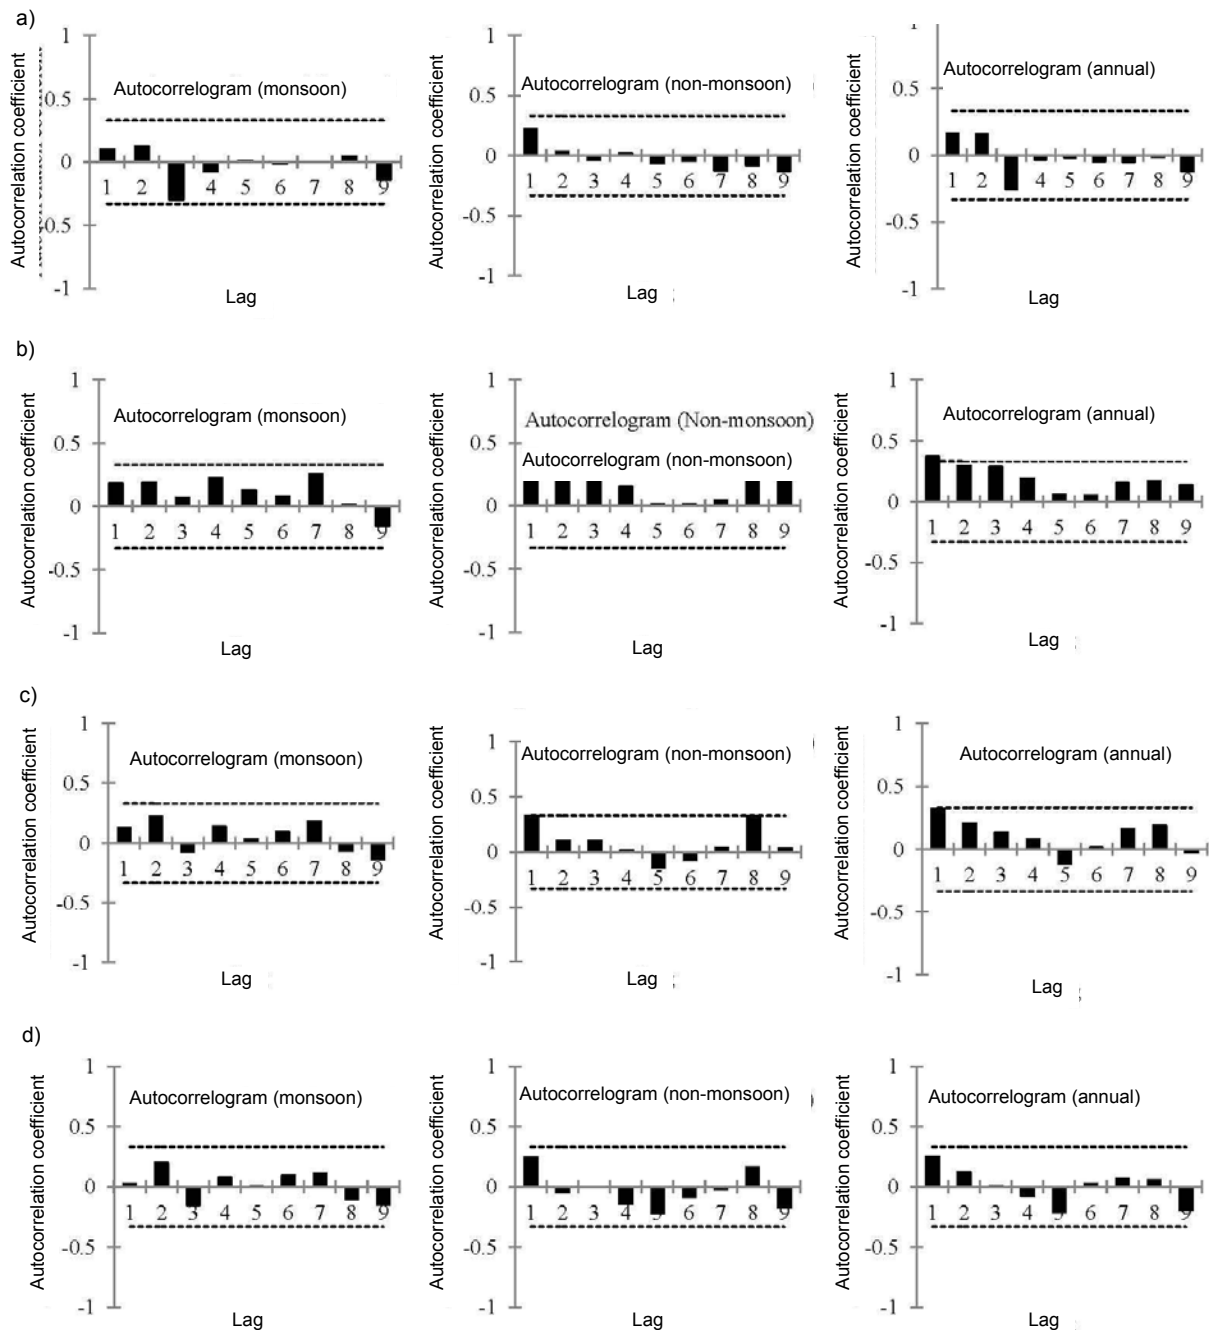 a)
Autocorrelation coefficient
1
0.5
0
-0.5
-1
Autocorrelogram (monsoon)
1 2 4 5 6 7 8 9
Lag
Autocorrelation coefficient
1
0.5
0
-0.5
-1
Autocorrelogram (non-monsoon)
1 2 3 4 5 6 7 8 9
Lag
Autocorrelation coefficient
1
0.5
0
-0.5
-1
Autocorrelogram (annual)
1 2 4 5 6 7 8 9
Lag
b)
Autocorrelation coefficient
1
0.5
0
-0.5
-1
Autocorrelogram (monsoon)
1 2 3 4 5 6 7 8 9
Lag
Autocorrelation coefficient
1
0.5
0
-0.5
-1
Autocorrelogram (Non-monsoon)
Autocorrelogram (non-monsoon)
1 2 3 4 5 6 7 8 9
Lag
Autocorrelation coefficient
1
0.5
0
-0.5
-1
Autocorrelogram (annual)
1 2 3 4 5 6 7 8 9
Lag
c)
Autocorrelation coefficient
1
0.5
0
-0.5
-1
Autocorrelogram (monsoon)
1 2 3 4 5 6 7 8 9
Lag
Autocorrelation coefficient
1
0.5
0
-0.5
-1
Autocorrelogram (non-monsoon)
1 2 3 4 5 6 7 8 9
Lag
Autocorrelation coefficient
1
0.5
0
-0.5
-1
Autocorrelogram (annual)
1 2 3 4 5 6 7 8 9
Lag
d)
Autocorrelation coefficient
1
0.5
0
-0.5
-1
Autocorrelogram (monsoon)
1 2 3 4 5 6 7 8 9
Lag
Autocorrelation coefficient
1
0.5
0
-0.5
-1
Autocorrelogram (non-monsoon)
1 2 3 4 5 6 7 8 9
Lag
Autocorrelation coefficient
1
0.5
0
-0.5
-1
Autocorrelogram (annual)
1 2 3 4 5 6 7 8 9
Lag